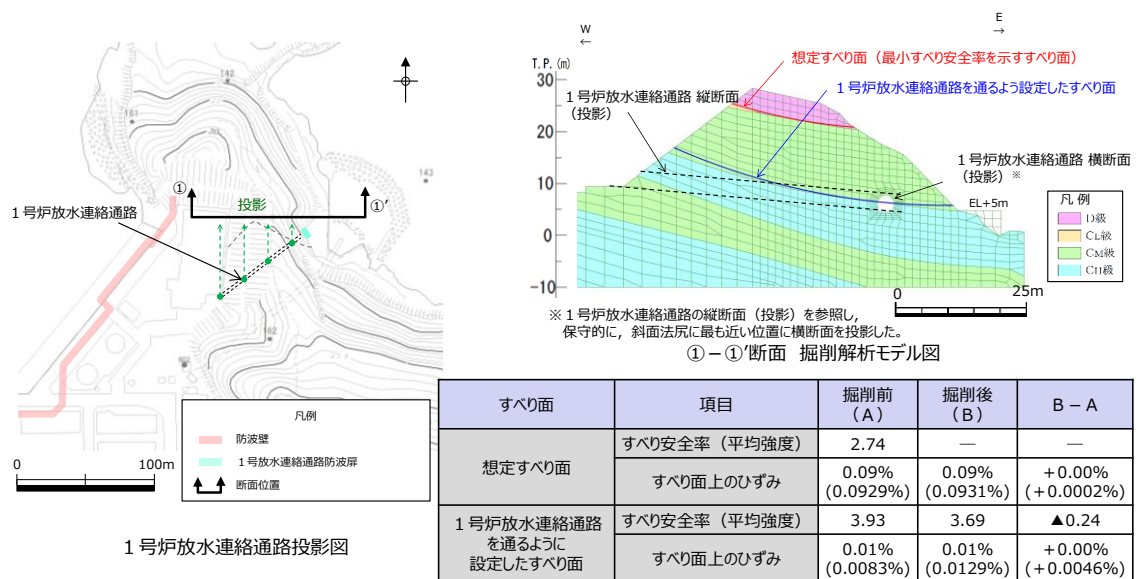 142
161
30
143
①
①′
投影
１号炉放水連絡通路
162
603
凡例
防波壁
１号放水連絡通路防波扉
断面位置
0
100m
１号炉放水連絡通路投影図
W
←
E
→
T.P.(m)
30
20
10
0
-10
想定すべり面（最小すべり安全率を示すすべり面）
１号炉放水連絡通路を通るよう設定したすべり面
１号炉放水連絡通路 縦断面
（投影）
１号炉放水連絡通路 横断面
（投影）※
EL+5m
凡 例
D級
CL級
CM級
CH級
0
25m
※１号炉放水連絡通路の縦断面（投影）を参照し，
保守的に，斜面法尻に最も近い位置に横断面を投影した。
①－①′断面 掘削解析モデル図
すべり面 項目 掘削前（A） 掘削後（B） B－A
想定すべり面 すべり安全率（平均強度） 2.74 ― ―
すべり面上のひずみ 0.09% (0.0929%) 0.09% (0.0931%) +0.00% (+0.0002%)
１号炉放水連絡通路を通るように設定したすべり面 すべり安全率（平均強度） 3.93 3.69 ▲0.24
すべり面上のひずみ 0.01% (0.0083%) 0.01% (0.0129%) +0.00% (+0.0046%)